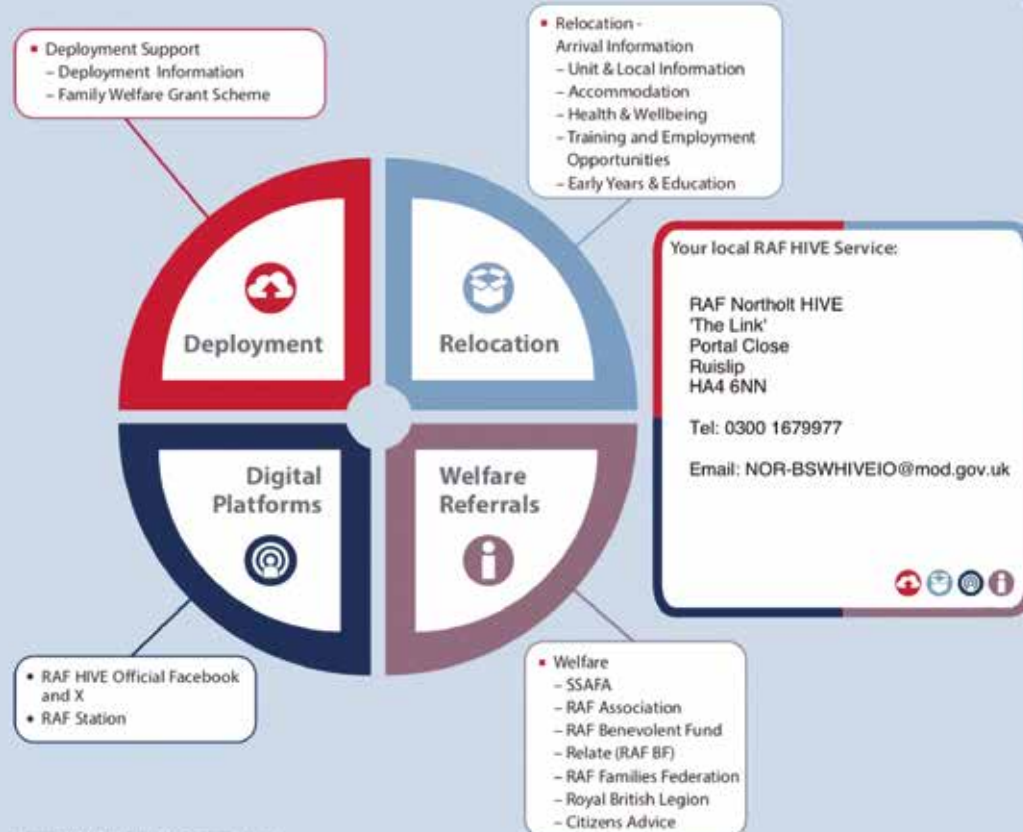 ▪ Deployment Support
– Deployment Information
– Family Welfare Grant Scheme
▪ Relocation -
Arrival Information
– Unit & Local Information
– Accommodation
– Health & Wellbeing
– Training and Employment
Opportunities
– Early Years & Education
Deployment
Relocation
Your local RAF HIVE Service:
RAF Northolt HIVE
'The Link'
Portal Close
Ruislip
HA4 6NN
Tel: 0300 1679977
Email: NOR-BSWHIVEIO@mod.gov.uk
Digital
Platforms
Welfare
Referrals
• RAF HIVE Official Facebook
and X
• RAF Station
▪ Welfare
– SSAFA
– RAF Association
– RAF Benevolent Fund
– Relate (RAF BF)
– RAF Families Federation
– Royal British Legion
– Citizens Advice